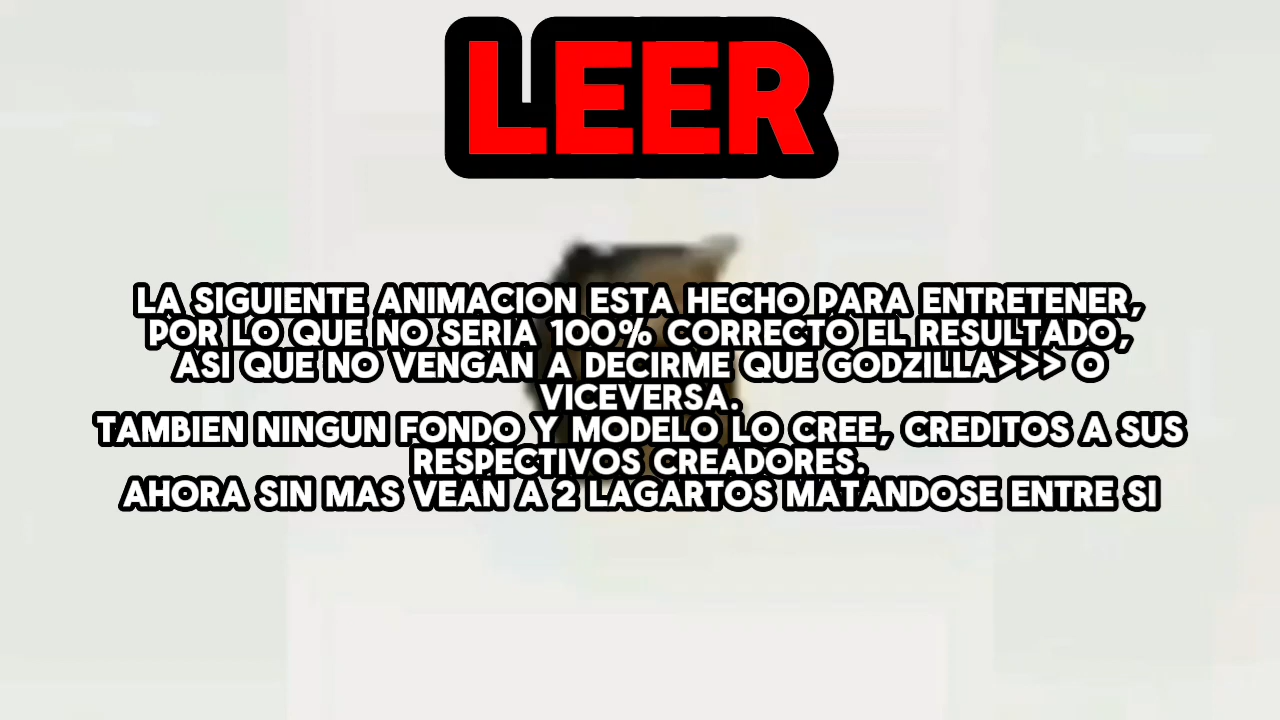 LEER
LA SIGUIENTE ANIMACION ESTA HECHO PARA ENTRETENER,
POR LO QUE NO SERIA 100% CORRECTO EL RESULTADO,
ASI QUE NO VENGAN A DECIRME QUE GODZILLA>>> O
VICEVERSA.
TAMBIEN NINGUN FONDO Y MODELO LO CREE, CREDITOS A SUS
RESPECTIVOS CREADORES.
AHORA SIN MAS VEAN A 2 LAGARTOS MATANDOSE ENTRE SI